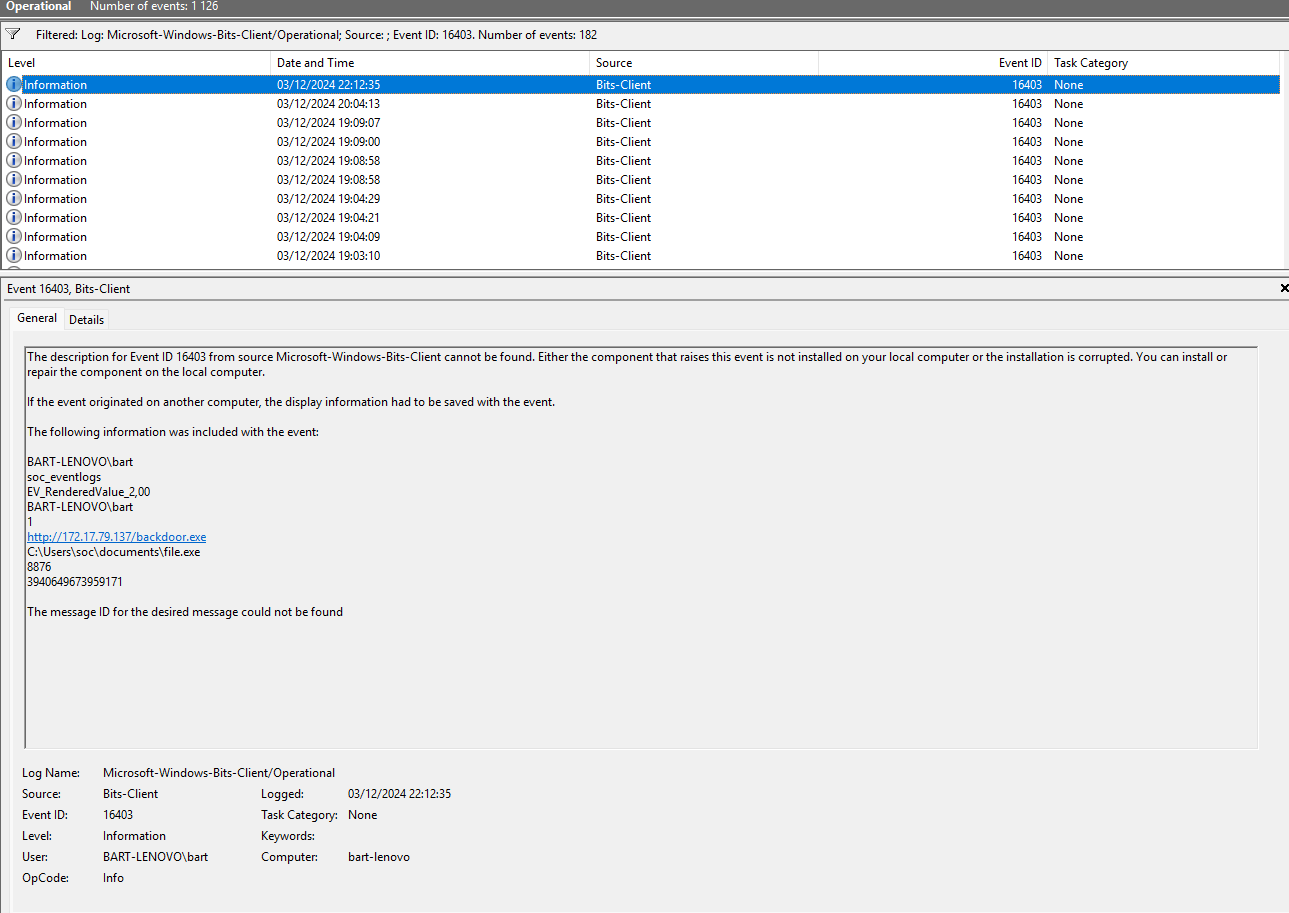 Operational Number of events: 1 126
Filtered: Log: Microsoft-Windows-Bits-Client/Operational; Source: ; Event ID: 16403. Number of events: 182
Level Date and Time Source Event ID Task Category
Information 03/12/2024 22:12:35 Bits-Client 16403 None
Information 03/12/2024 20:04:13 Bits-Client 16403 None
Information 03/12/2024 19:09:07 Bits-Client 16403 None
Information 03/12/2024 19:09:00 Bits-Client 16403 None
Information 03/12/2024 19:08:58 Bits-Client 16403 None
Information 03/12/2024 19:08:58 Bits-Client 16403 None
Information 03/12/2024 19:04:29 Bits-Client 16403 None
Information 03/12/2024 19:04:21 Bits-Client 16403 None
Information 03/12/2024 19:04:09 Bits-Client 16403 None
Information 03/12/2024 19:03:10 Bits-Client 16403 None
Event 16403, Bits-Client
General Details
The description for Event ID 16403 from source Microsoft-Windows-Bits-Client cannot be found. Either the component that raises this event is not installed on your local computer or the installation is corrupted. You can install or
repair the component on the local computer.
If the event originated on another computer, the display information had to be saved with the event.
The following information was included with the event:
BART-LENOVO\bart
soc_eventlogs
EV_RenderedValue_2,00
BART-LENOVO\bart
1
http://172.17.79.137/backdoor.exe
C:\Users\soc\documents\file.exe
8876
3940649673959171
The message ID for the desired message could not be found
Log Name: Microsoft-Windows-Bits-Client/Operational
Source: Bits-Client Logged: 03/12/2024 22:12:35
Event ID: 16403 Task Category: None
Level: Information Keywords:
User: BART-LENOVO\bart Computer: bart-lenovo
OpCode: Info